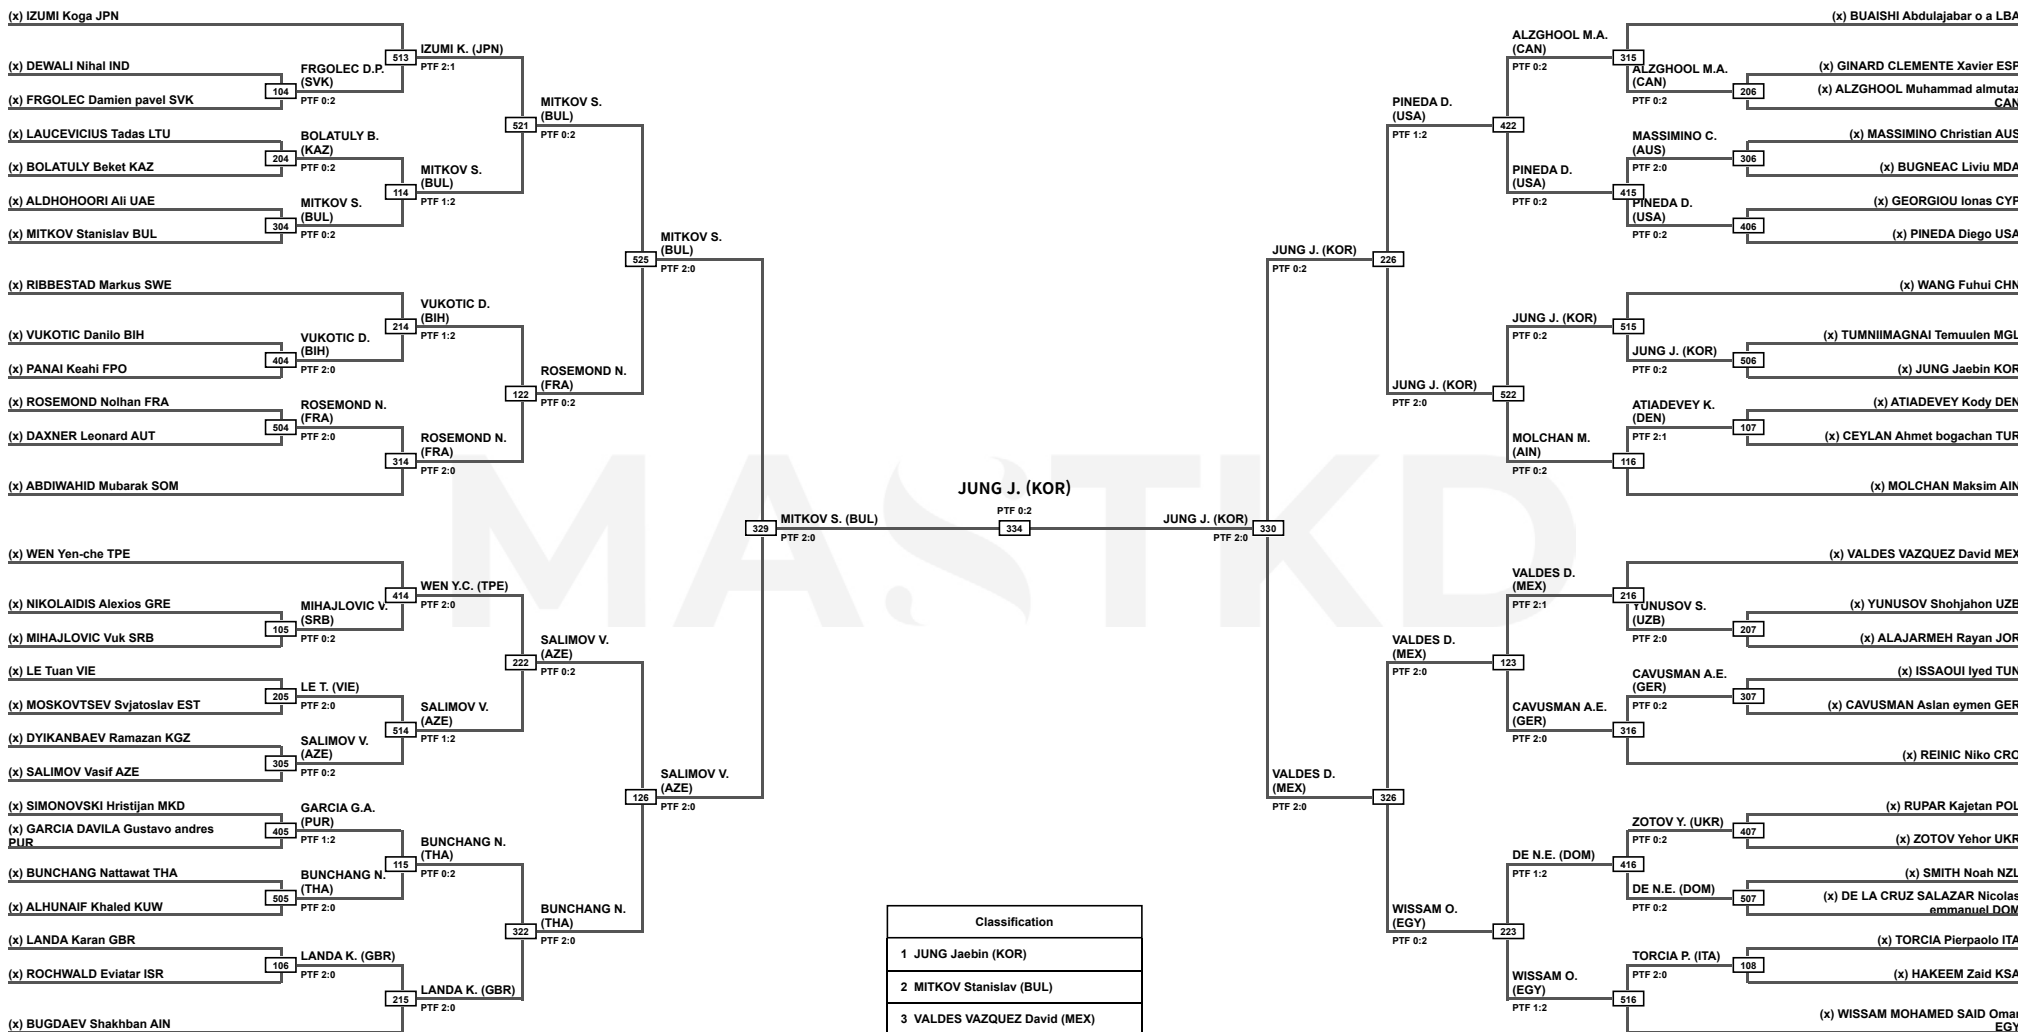 (x) IZUMI Koga JPN
(x) DEWALI Nihal IND
(x) FRGOLEC Damien pavel SVK
(x) LAUCEVICIUS Tadas LTU
(x) BOLATULY Beket KAZ
(x) ALDHOHOORI Ali UAE
(x) MITKOV Stanislav BUL
(x) RIBBESTAD Markus SWE
(x) VUKOTIC Danilo BIH
(x) PANAI Keahi FPO
(x) ROSEMOND Nolhan FRA
(x) DAXNER Leonard AUT
(x) ABDIWAHID Mubarak SOM
(x) WEN Yen-che TPE
(x) NIKOLAIDIS Alexios GRE
(x) MIHAJLOVIC Vuk SRB
(x) LE Tuan VIE
(x) MOSKOVTSEV Svjatoslav EST
(x) DYIKANBAEV Ramazan KGZ
(x) SALIMOV Vasif AZE
(x) SIMONOVSKI Hristijan MKD
(x) GARCIA DAVILA Gustavo andres
PUR
(x) BUNCHANG Nattawat THA
(x) ALHUNAIF Khaled KUW
(x) LANDA Karan GBR
(x) ROCHWALD Eviatar ISR
(x) BUGDAEV Shakhban AIN
104
FRGOLEC D.P.
(SVK)
PTF 0:2
204
BOLATULY B.
(KAZ)
PTF 0:2
304
MITKOV S.
(BUL)
PTF 0:2
404
VUKOTIC D.
(BIH)
PTF 2:0
504
ROSEMOND N.
(FRA)
PTF 2:0
105
MIHAJLOVIC V.
(SRB)
PTF 0:2
205
LE T. (VIE)
PTF 2:0
305
SALIMOV V.
(AZE)
PTF 0:2
405
GARCIA G.A.
(PUR)
PTF 1:2
505
BUNCHANG N.
(THA)
PTF 2:0
106
LANDA K. (GBR)
PTF 2:0
513
IZUMI K. (JPN)
PTF 2:1
114
MITKOV S.
(BUL)
PTF 1:2
214
VUKOTIC D.
(BIH)
PTF 1:2
314
ROSEMOND N.
(FRA)
PTF 2:0
414
WEN Y.C. (TPE)
PTF 2:0
514
SALIMOV V.
(AZE)
PTF 1:2
115
BUNCHANG N.
(THA)
PTF 0:2
215
LANDA K. (GBR)
PTF 2:0
521
MITKOV S.
(BUL)
PTF 0:2
122
ROSEMOND N.
(FRA)
PTF 0:2
222
SALIMOV V.
(AZE)
PTF 0:2
322
BUNCHANG N.
(THA)
PTF 2:0
525
MITKOV S.
(BUL)
PTF 2:0
126
SALIMOV V.
(AZE)
PTF 2:0
329
MITKOV S. (BUL)
PTF 2:0
MASTKD
JUNG J. (KOR)
PTF 0:2
334
JUNG J. (KOR)
PTF 2:0
330
JUNG J. (KOR)
PTF 0:2
226
VALDES D.
(MEX)
PTF 2:0
326
PINEDA D.
(USA)
PTF 1:2
422
JUNG J. (KOR)
PTF 2:0
522
VALDES D.
(MEX)
PTF 2:0
123
WISSAM O.
(EGY)
PTF 0:2
223
ALZGHOOL M.A.
(CAN)
PTF 0:2
315
PINEDA D.
(USA)
PTF 0:2
415
JUNG J. (KOR)
PTF 0:2
515
MOLCHAN M.
(AIN)
PTF 0:2
116
VALDES D.
(MEX)
PTF 2:1
216
CAVUSMAN A.E.
(GER)
PTF 2:0
316
DE N.E. (DOM)
PTF 1:2
416
WISSAM O.
(EGY)
PTF 1:2
516
ALZGHOOL M.A.
(CAN)
PTF 0:2
206
MASSIMINO C.
(AUS)
PTF 2:0
306
PINEDA D.
(USA)
PTF 0:2
406
JUNG J. (KOR)
PTF 0:2
506
ATIADEVEY K.
(DEN)
PTF 2:1
107
YUNUSOV S.
(UZB)
PTF 2:0
207
CAVUSMAN A.E.
(GER)
PTF 0:2
307
ZOTOV Y. (UKR)
PTF 0:2
407
DE N.E. (DOM)
PTF 0:2
507
TORCIA P. (ITA)
PTF 2:0
108
(x) BUAISHI Abdulajabar o a LBA
(x) GINARD CLEMENTE Xavier ESP
(x) ALZGHOOL Muhammad almutaz
CAN
(x) MASSIMINO Christian AUS
(x) BUGNEAC Liviu MDA
(x) GEORGIOU Ionas CYP
(x) PINEDA Diego USA
(x) WANG Fuhui CHN
(x) TUMNIIMAGNAI Temuulen MGL
(x) JUNG Jaebin KOR
(x) ATIADEVEY Kody DEN
(x) CEYLAN Ahmet bogachan TUR
(x) MOLCHAN Maksim AIN
(x) VALDES VAZQUEZ David MEX
(x) YUNUSOV Shohjahon UZB
(x) ALAJARMEH Rayan JOR
(x) ISSAOUI Iyed TUN
(x) CAVUSMAN Aslan eymen GER
(x) REINIC Niko CRO
(x) RUPAR Kajetan POL
(x) ZOTOV Yehor UKR
(x) SMITH Noah NZL
(x) DE LA CRUZ SALAZAR Nicolas
emmanuel DOM
(x) TORCIA Pierpaolo ITA
(x) HAKEEM Zaid KSA
(x) WISSAM MOHAMED SAID Omar
EGY
Classification
1 JUNG Jaebin (KOR)
2 MITKOV Stanislav (BUL)
3 VALDES VAZQUEZ David (MEX)